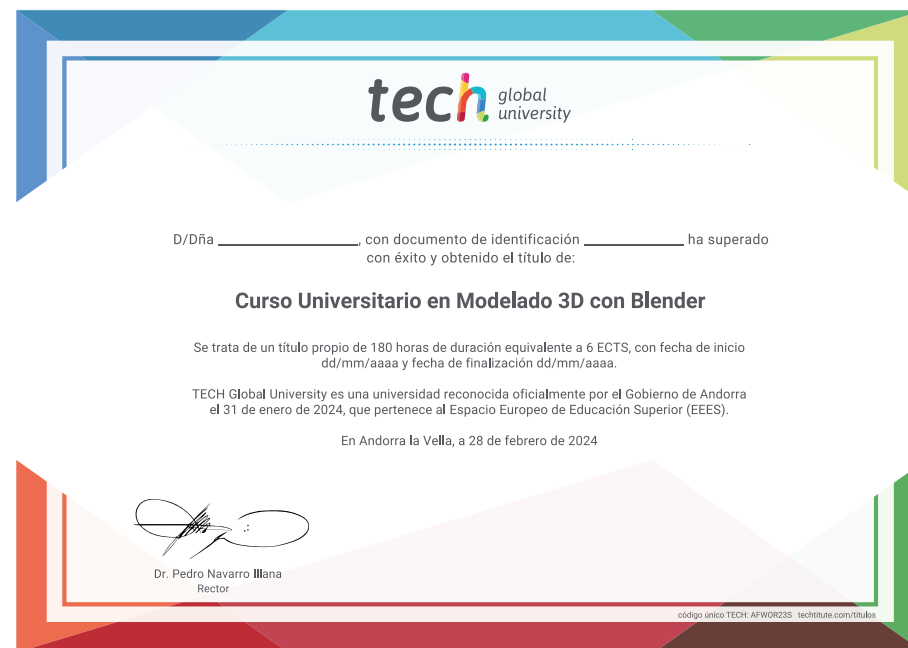 tech global university
D/Dña ____________________, con documento de identificación ______________ ha superado
con éxito y obtenido el título de:
Curso Universitario en Modelado 3D con Blender
Se trata de un título propio de 180 horas de duración equivalente a 6 ECTS, con fecha de inicio
dd/mm/aaaa y fecha de finalización dd/mm/aaaa.
TECH Global University es una universidad reconocida oficialmente por el Gobierno de Andorra
el 31 de enero de 2024, que pertenece al Espacio Europeo de Educación Superior (EEES).
En Andorra la Vella, a 28 de febrero de 2024
Dr. Pedro Navarro Illana
Rector
código único TECH: AFWOR23S techtitute.com/titulos